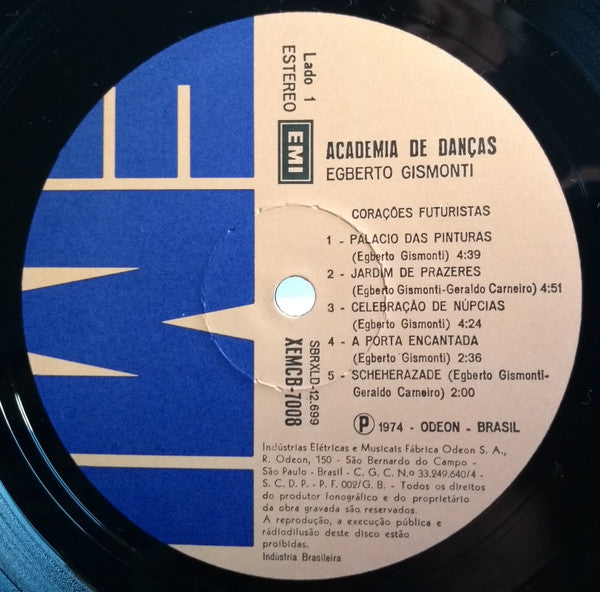 Lado 1
ESTEREO
EMI
ACADEMIA DE DANÇAS
EGBERTO GISMONTI
CORAÇÕES FUTURISTAS
1 - PALACIO DAS PINTURAS
(Egberto Gismonti) 4:39
2 - JARDIM DE PRAZERES
(Egberto Gismonti-Geraldo Carneiro) 4:51
3 - CELEBRAÇÃO DE NÚPCIAS
(Egberto Gismonti) 4:24
4 - A PORTA ENCANTADA
(Egberto Gismonti) 2:36
5 - SCHEHERAZADE (Egberto Gismonti-
Geraldo Carneiro) 2:00
SBRXLD-12.699
XEMCB-7008
Ⓟ 1974 - ODEON - BRASIL
Indústrias Elétricas e Musicais Fábrica Odeon S. A.,
R. Odeon, 150 - São Bernardo do Campo -
São Paulo - Brasil - C. G. C. N.o 33.249.640/4 -
S. C. D. P. - P. F. 002/G. B. - Todos os direitos
do produtor fonográfico e do proprietário
da obra gravada são reservados.
A reprodução, a execução pública e
rádiodifusão deste disco estão
proibidas.
Indústria Brasileira